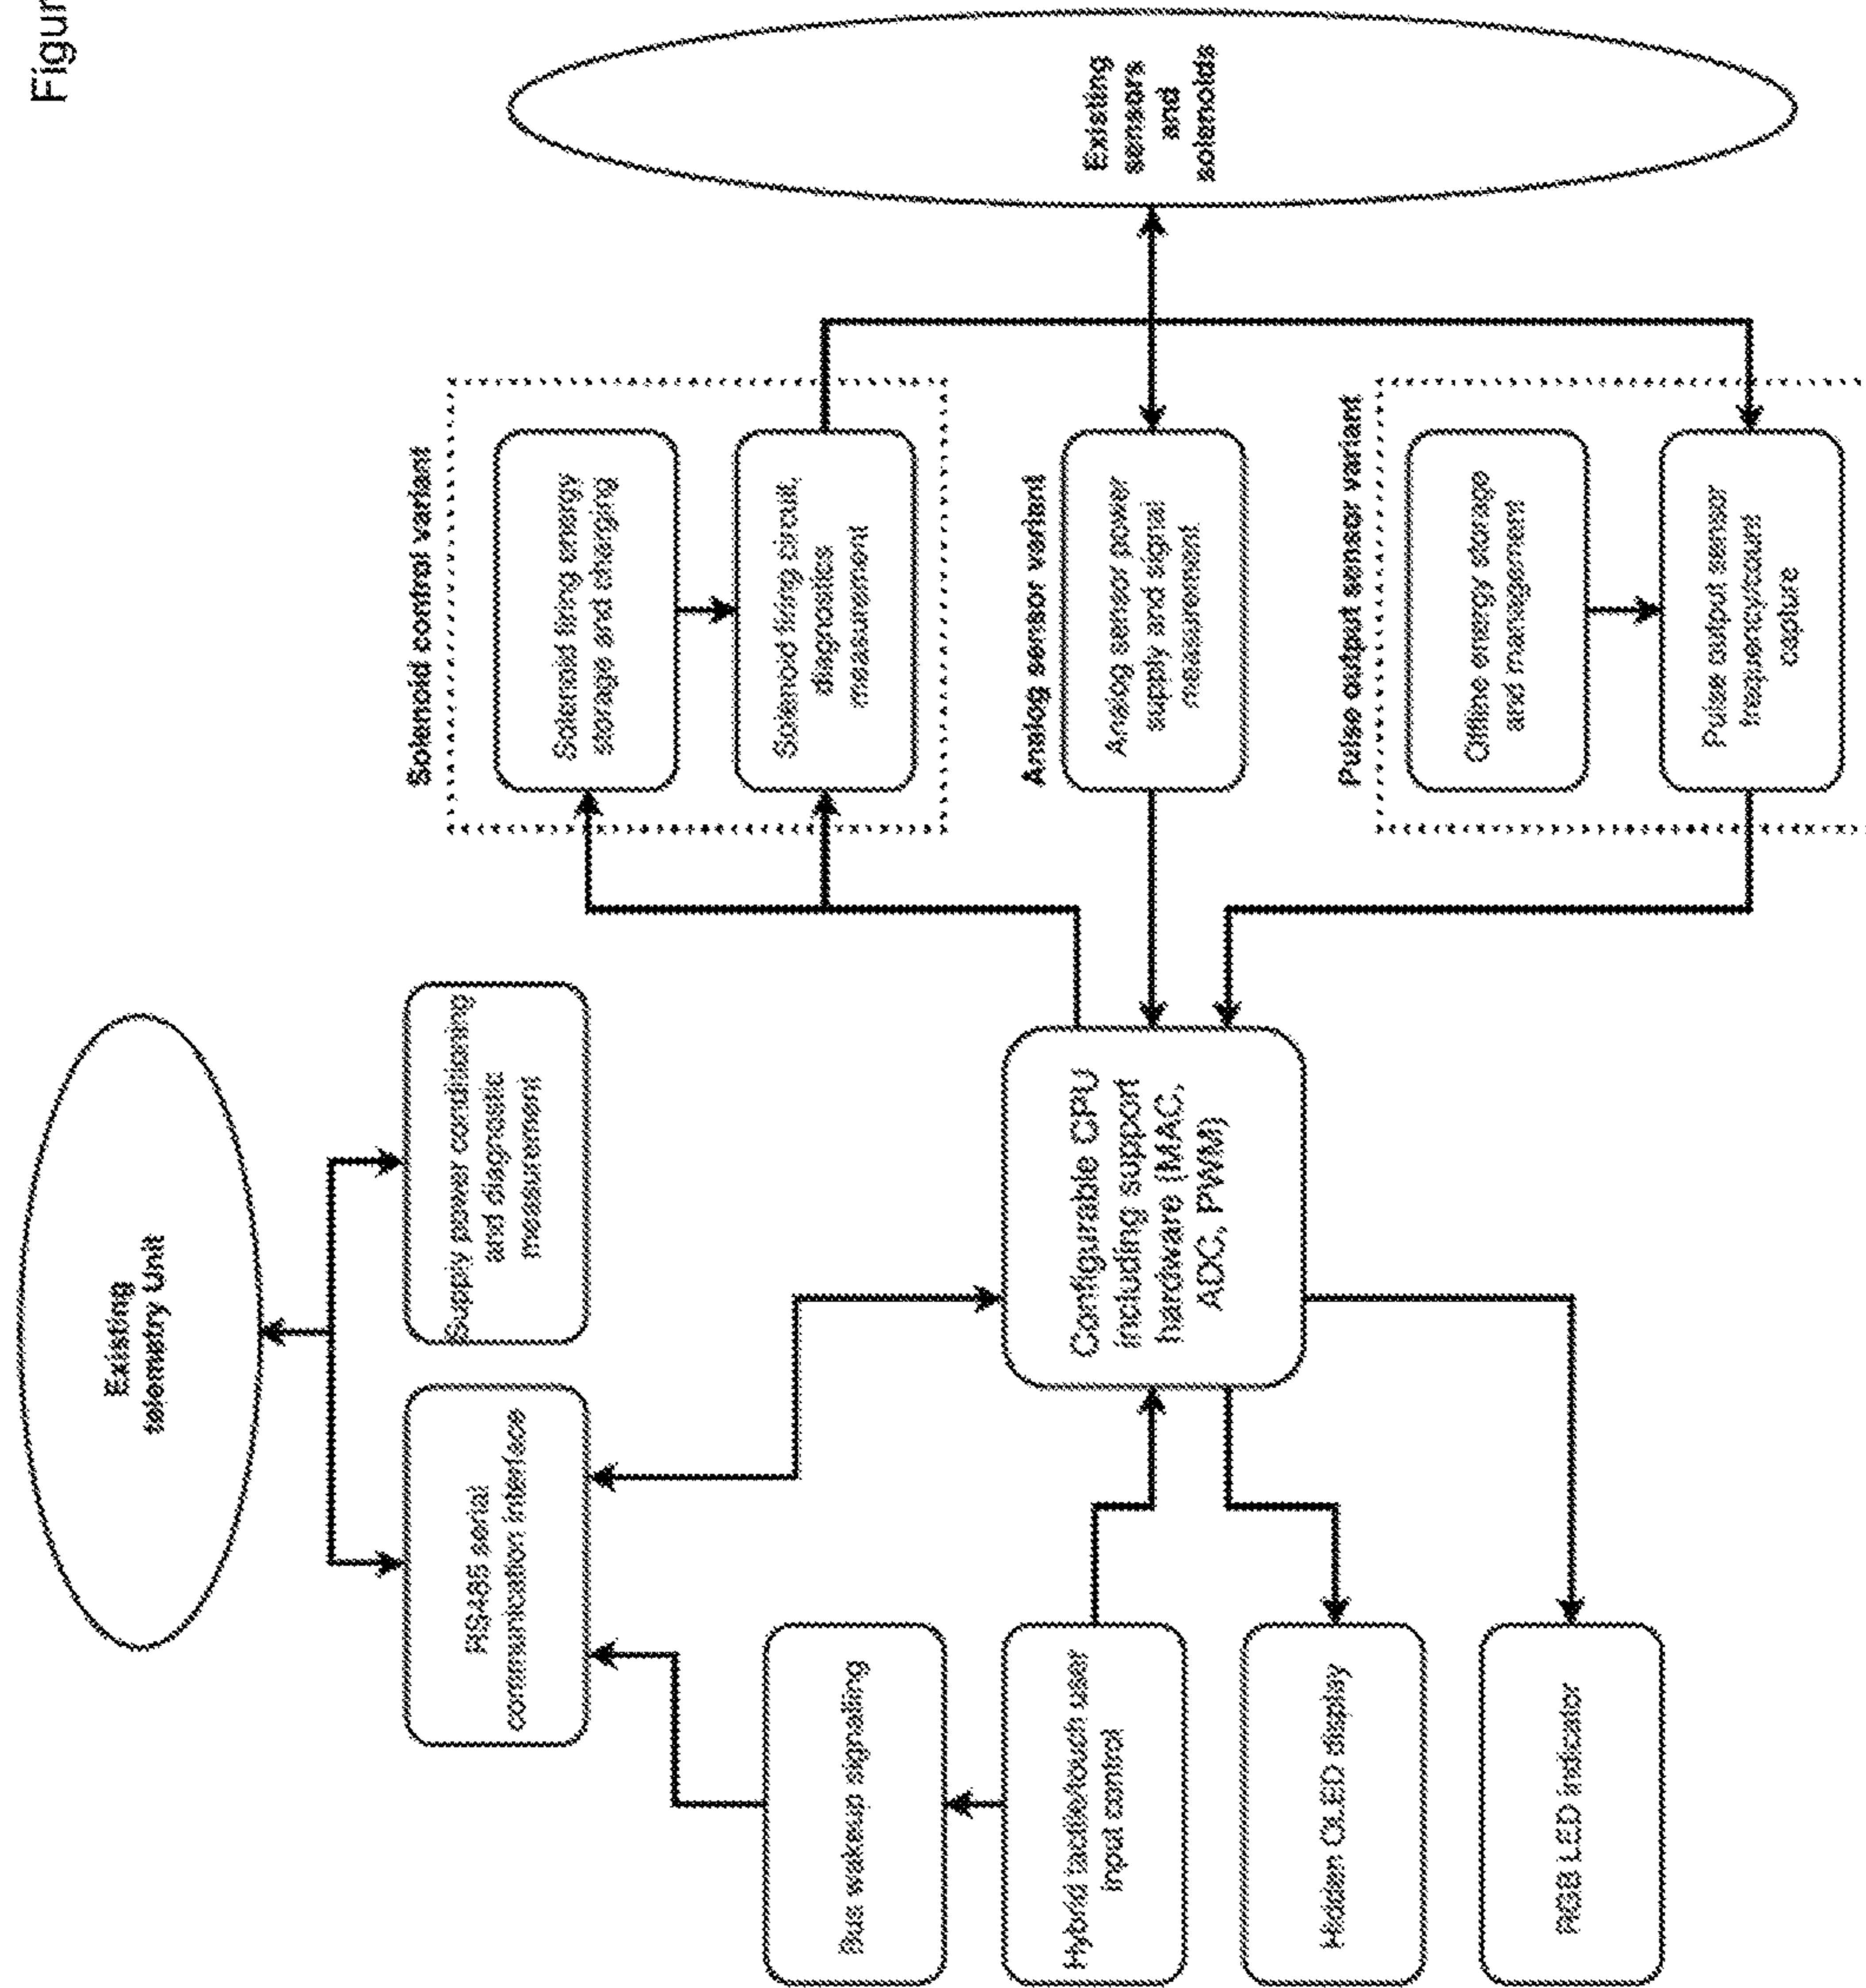 Figur
Existing
telemetry Unit
RS485 serial
communication interface
Supply power conditioning
and diagnostic
measurement
Bus wakeup signaling
Hybrid tactile/touch user
input control
Hidden OLED display
RGB LED indicator
Configurable CPU
including support
hardware (MAC,
ADC, PWM)
Solenoid control variant
Solenoid firing energy
storage and charging
Solenoid firing circuit,
diagnostics
measurement
Analog sensor variant
Analog sensor power
supply and signal
measurement
Pulse output sensor variant
Offline energy storage
and management
Pulse output sensor
frequency/count
capture
Existing
sensors
and
solenoids